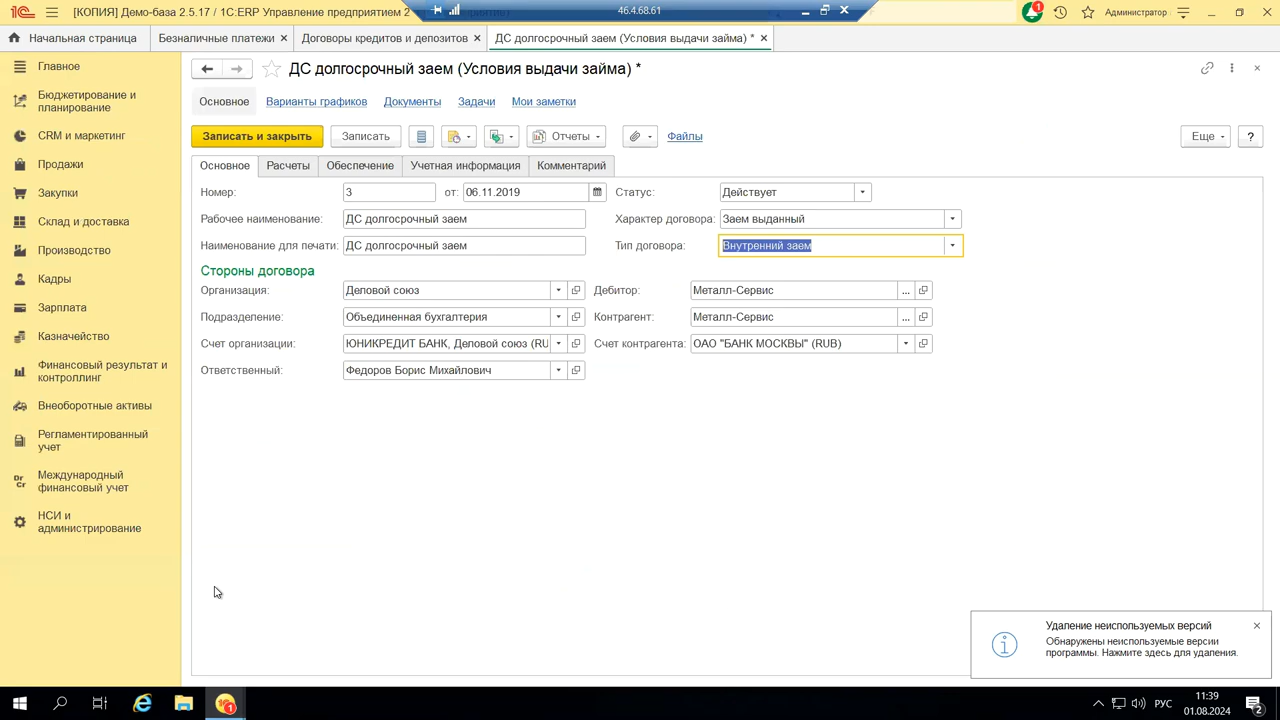 [КОПИЯ] Демо-база 2.5.17 / 1С:ERP Управление предприятием 2
46.4.68.61
1
Администратор
Начальная страница
Безналичные платежи ×
Договоры кредитов и депозитов ×
ДС долгосрочный заем (Условия выдачи займа) * ×
Главное
Бюджетирование и
планирование
CRM и маркетинг
Продажи
Закупки
Склад и доставка
Производство
Кадры
Зарплата
Казначейство
Финансовый результат и
контроллинг
Внеоборотные активы
Регламентированный
учет
Международный
финансовый учет
НСИ и
администрирование
ДС долгосрочный заем (Условия выдачи займа) *
Основное Варианты графиков Документы Задачи Мои заметки
Записать и закрыть Записать Отчеты Файлы Еще ?
Основное Расчеты Обеспечение Учетная информация Комментарий
Номер: 3 от: 06.11.2019 Статус: Действует
Рабочее наименование: ДС долгосрочный заем Характер договора: Заем выданный
Наименование для печати: ДС долгосрочный заем Тип договора: Внутренний заем
Стороны договора
Организация: Деловой союз Дебитор: Металл-Сервис ...
Подразделение: Объединенная бухгалтерия Контрагент: Металл-Сервис ...
Счет организации: ЮНИКРЕДИТ БАНК, Деловой союз (RU Счет контрагента: ОАО "БАНК МОСКВЫ" (RUB)
Ответственный: Федоров Борис Михайлович
Удаление неиспользуемых версий
Обнаружены неиспользуемые версии
программы. Нажмите здесь для удаления.
1
РУС
11:39
01.08.2024
2